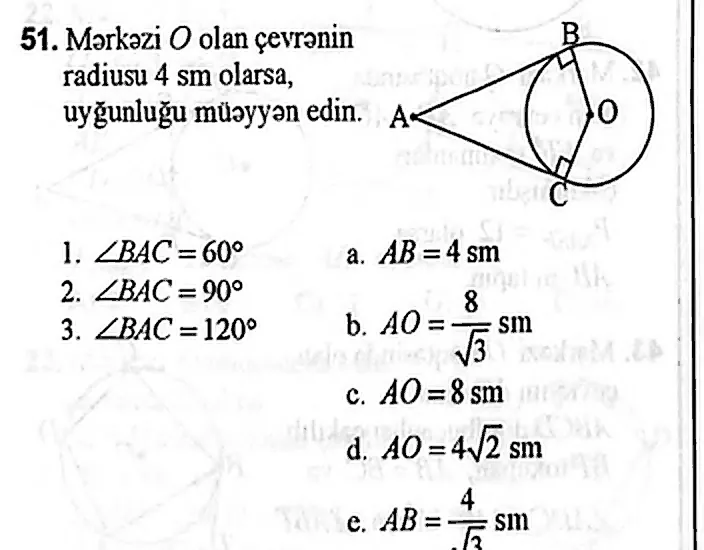 51. Mərkəzi O olan çevrənin
radiusu 4 sm olarsa,
uyğunluğu müəyyən edin.
B
A
O
C
1. ∠BAC = 60°
2. ∠BAC = 90°
3. ∠BAC = 120°
a. AB = 4 sm
b. AO = 8/√3 sm
c. AO = 8 sm
d. AO = 4√2 sm
e. AB = 4/√3 sm